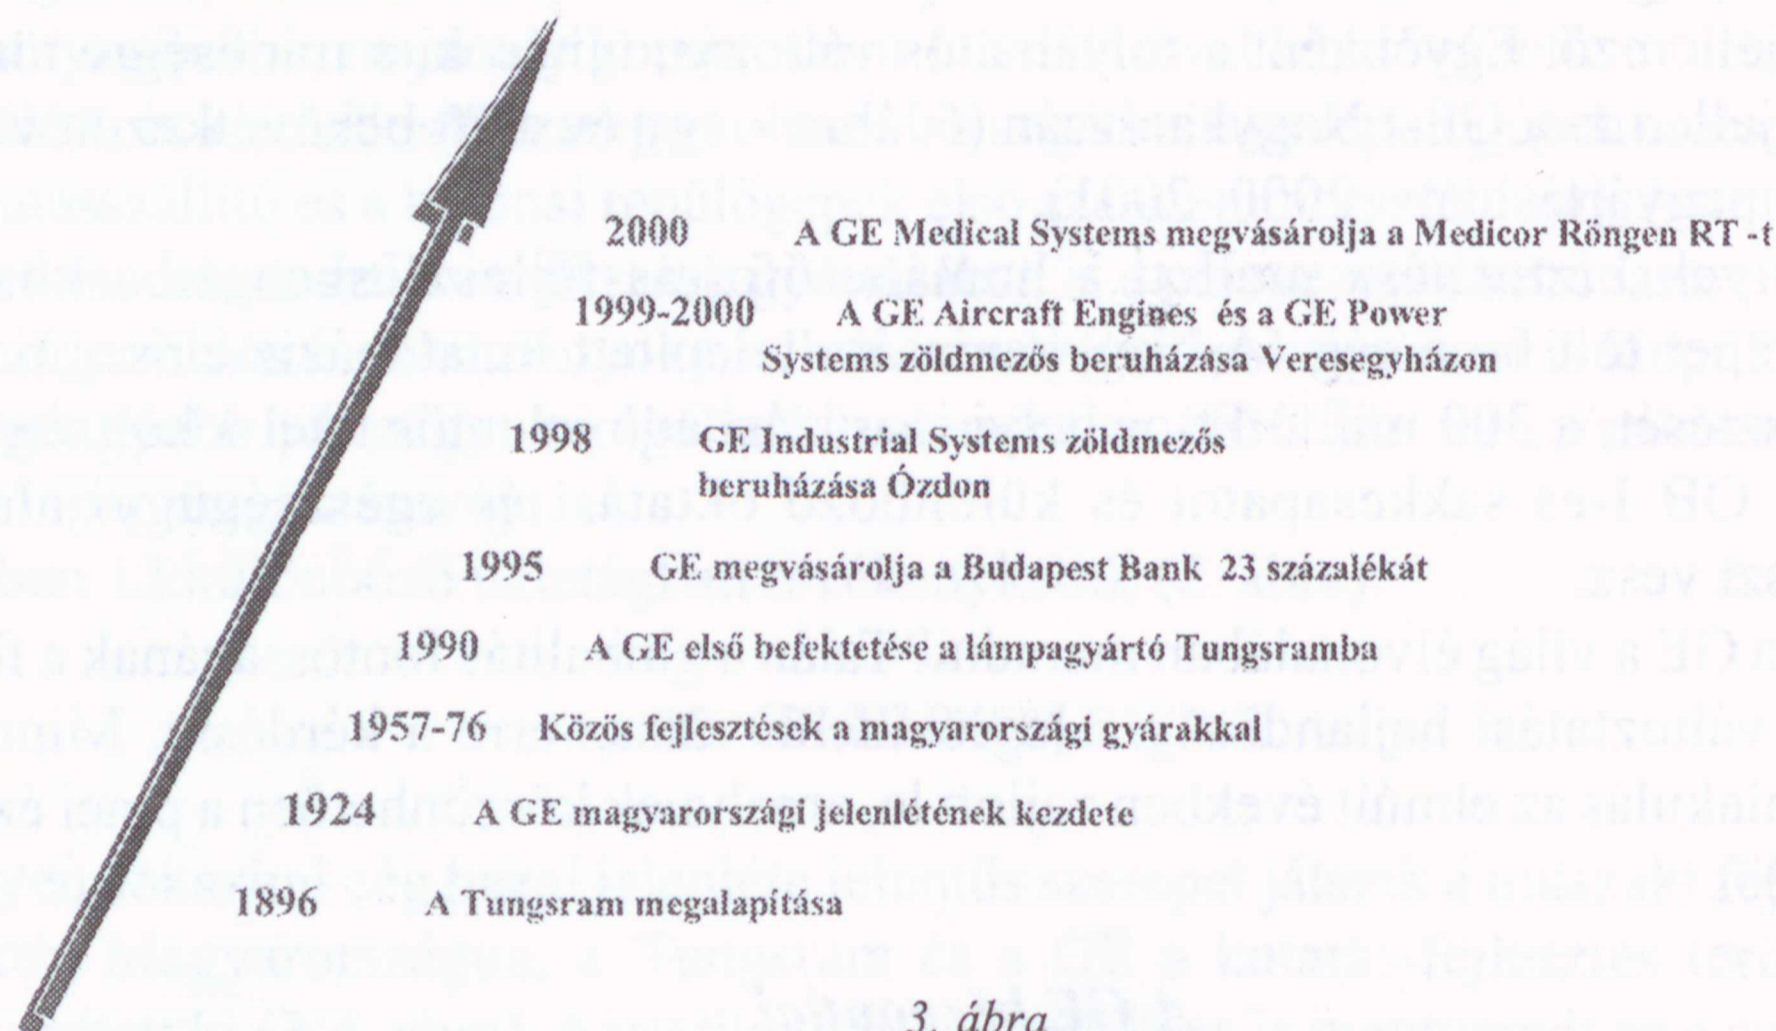 2000 A GE Medical Systems megvásárolja a Medicor Röngen RT -t
1999-2000 A GE Aircraft Engines és a GE Power
Systems zöldmezős beruházása Veresegyházon
1998 GE Industrial Systems zöldmezős
beruházása Ózdon
1995 GE megvásárolja a Budapest Bank 23 százalékát
1990 A GE első befektetése a lámpagyártó Tungsramba
1957-76 Közös fejlesztések a magyarországi gyárakkal
1924 A GE magyarországi jelenlétének kezdete
1896 A Tungsram megalapítása
3. ábra